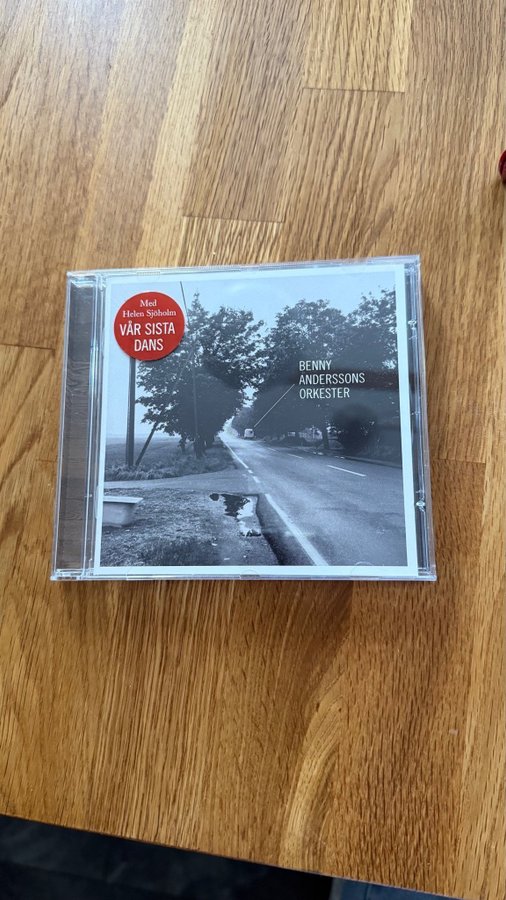 Med
Helen Sjöholm
VÅR SISTA
DANS
BENNY
ANDERSSONS
ORKESTER